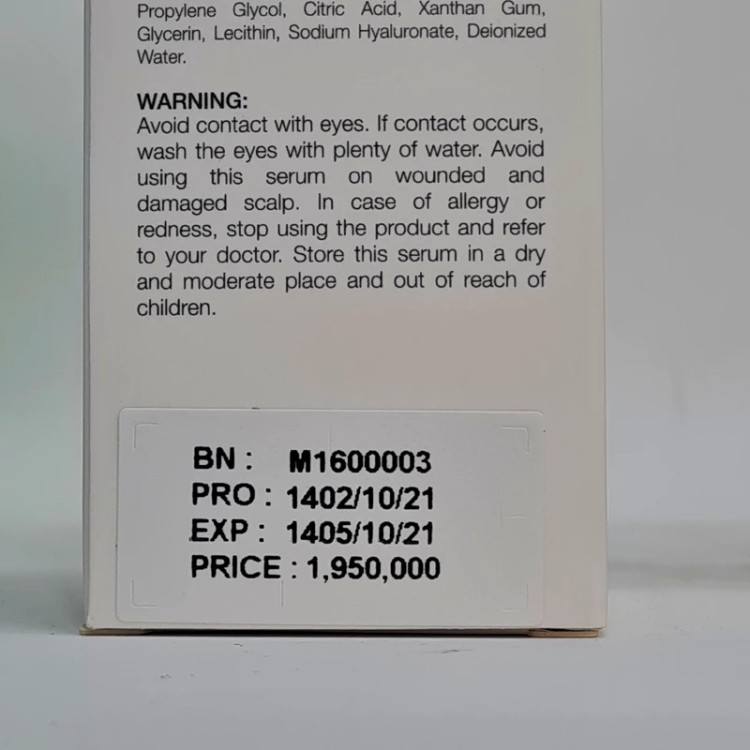 Propylene Glycol, Citric Acid, Xanthan Gum,
Glycerin, Lecithin, Sodium Hyaluronate, Deionized
Water.
WARNING:
Avoid contact with eyes. If contact occurs,
wash the eyes with plenty of water. Avoid
using this serum on wounded and
damaged scalp. In case of allergy or
redness, stop using the product and refer
to your doctor. Store this serum in a dry
and moderate place and out of reach of
children.
BN : M1600003
PRO : 1402/10/21
EXP : 1405/10/21
PRICE : 1,950,000